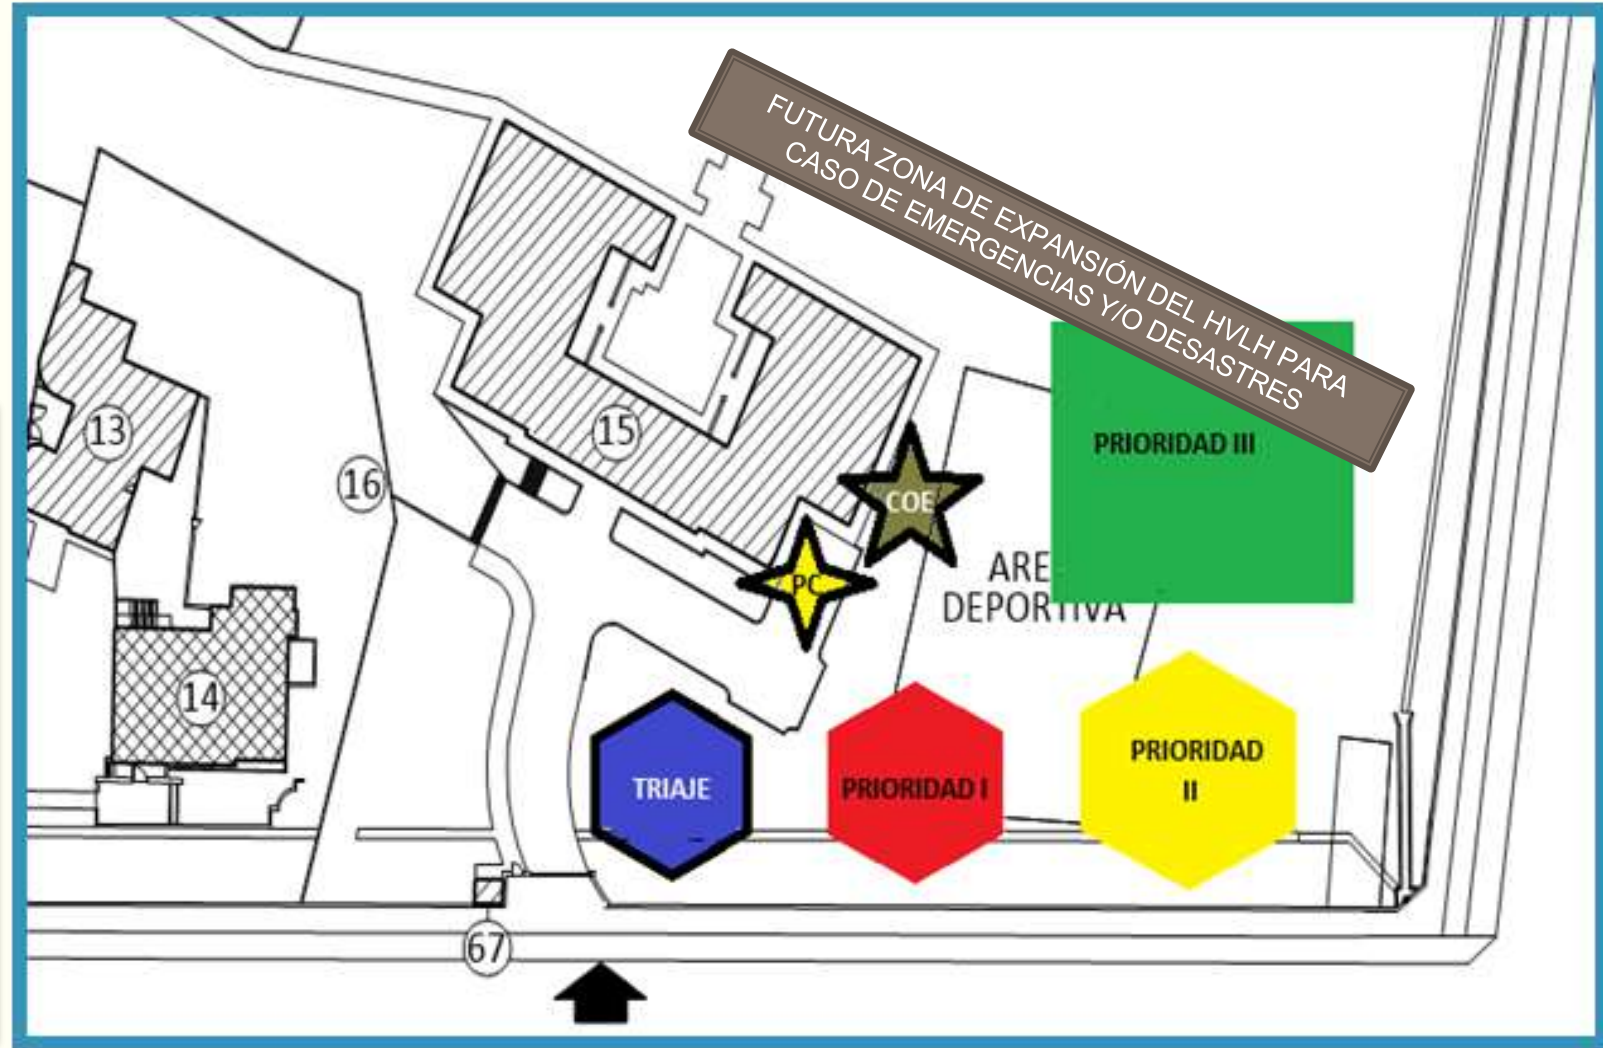 FUTURA ZONA DE EXPANSIÓN DEL HVLH PARA
CASO DE EMERGENCIAS Y/O DESASTRES
PRIORIDAD III
13
15
16
COE
PC
ARE
DEPORTIVA
14
TRIAJE
PRIORIDAD I
PRIORIDAD
II
67